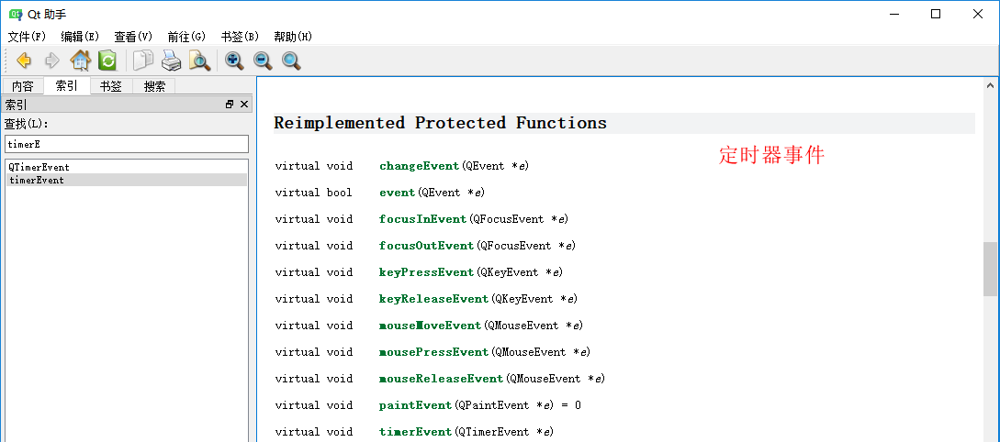 Qt 助手
文件(F) 编辑(E) 查看(V) 前往(G) 书签(B) 帮助(H)
内容 索引 书签 搜索
索引
查找(L):
timerE
QTimerEvent
timerEvent
Reimplemented Protected Functions
定时器事件
virtual void changeEvent(QEvent *e)
virtual bool event(QEvent *e)
virtual void focusInEvent(QFocusEvent *e)
virtual void focusOutEvent(QFocusEvent *e)
virtual void keyPressEvent(QKeyEvent *e)
virtual void keyReleaseEvent(QKeyEvent *e)
virtual void mouseMoveEvent(QMouseEvent *e)
virtual void mousePressEvent(QMouseEvent *e)
virtual void mouseReleaseEvent(QMouseEvent *e)
virtual void paintEvent(QPaintEvent *e) = 0
virtual void timerEvent(QTimerEvent *e)